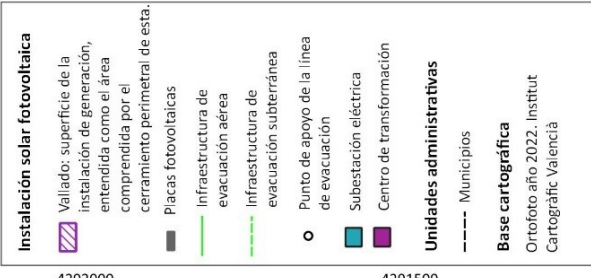 Instalación solar fotovoltaica
Vallado: superficie de la
instalación de generación,
entendida como el área
comprendida por el
cerramiento perimetral de esta.
Placas fotovoltaicas
Infraestructura de
evacuación aérea
Infraestructura de
evacuación subterránea
Punto de apoyo de la línea
de evacuación
Subestación eléctrica
Centro de transformación
Unidades administrativas
Municipios
Base cartográfica
Ortofoto año 2022. Institut
Cartogràfic Valencià